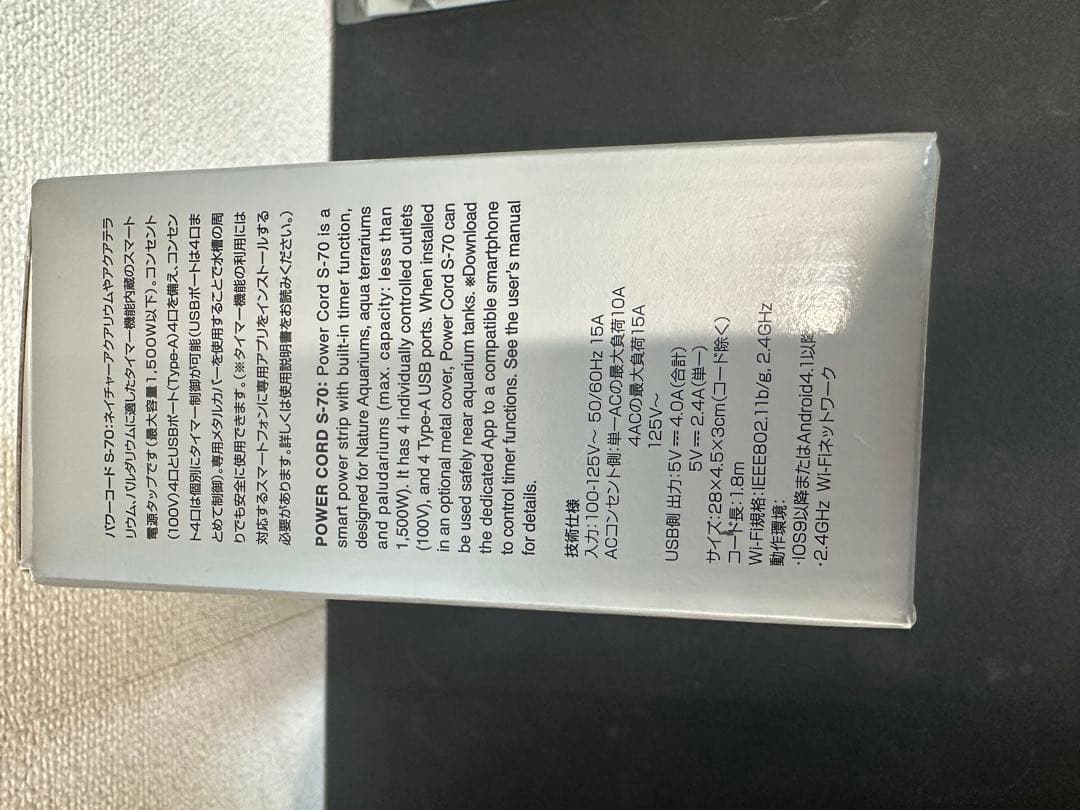 パワーコード S-70:ネイチャーアクアリウムやアクアテラ
リウム、パルダリウムに適したタイマー機能内蔵のスマート
電源タップです(最大容量1,500W以下)。コンセント
(100V)4口とUSBポート(Type-A)4口を備え、コンセン
ト4口は個別にタイマー制御が可能(USBポートは4口ま
とめて制御)。専用メタルカバーを使用することで水槽の周
りでも安全に使用できます。(※タイマー機能の利用には
対応するスマートフォンに専用アプリをインストールする
必要があります。詳しくは使用説明書をお読みください。)
POWER CORD S-70: Power Cord S-70 is a
smart power strip with built-in timer function,
designed for Nature Aquariums, aqua terrariums
and paludariums (max. capacity: less than
1,500W). It has 4 individually controlled outlets
(100V), and 4 Type-A USB ports. When installed
in an optional metal cover, Power Cord S-70 can
be used safely near aquarium tanks. ※Download
the dedicated App to a compatible smartphone
to control timer functions. See the user's manual
for details.
技術仕様
入力:100-125V～ 50/60Hz 15A
ACコンセント側:単一ACの最大負荷10A
4ACの最大負荷15A
125V～
USB側 出力:5V⎓4.0A(合計)
5V⎓2.4A(単一)
サイズ:28×4.5×3cm(コード除く)
コード長:1.8m
Wi-Fi規格:IEEE802.11b/g, 2.4GHz
動作環境:
・IOS9以降またはAndroid4.1以降
・2.4GHz Wi-Fiネットワーク